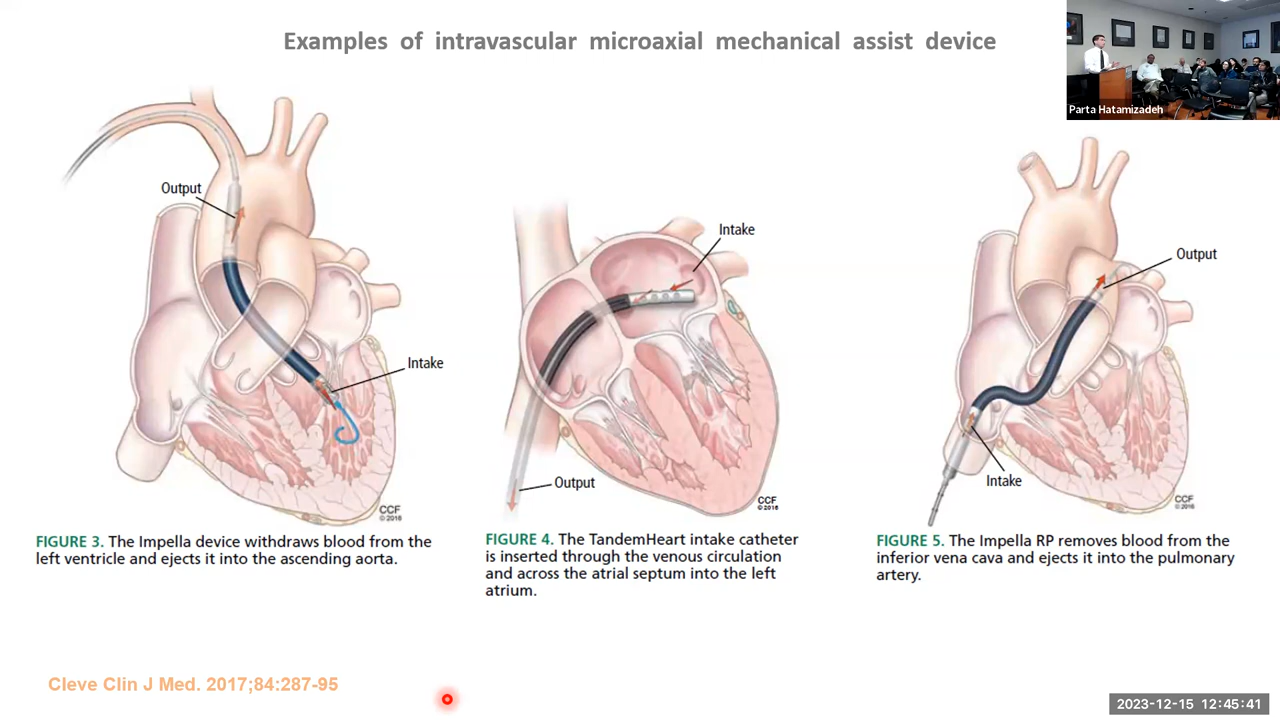 Examples of intravascular microaxial mechanical assist device
Parta Hatamizadeh
Output
Intake
CCF
© 2016
FIGURE 3. The Impella device withdraws blood from the
left ventricle and ejects it into the ascending aorta.
Intake
Output
CCF
© 2016
FIGURE 4. The TandemHeart intake catheter
is inserted through the venous circulation
and across the atrial septum into the left
atrium.
Output
Intake
CCF
© 2016
FIGURE 5. The Impella RP removes blood from the
inferior vena cava and ejects it into the pulmonary
artery.
Cleve Clin J Med. 2017;84:287-95
2023-12-15 12:45:41